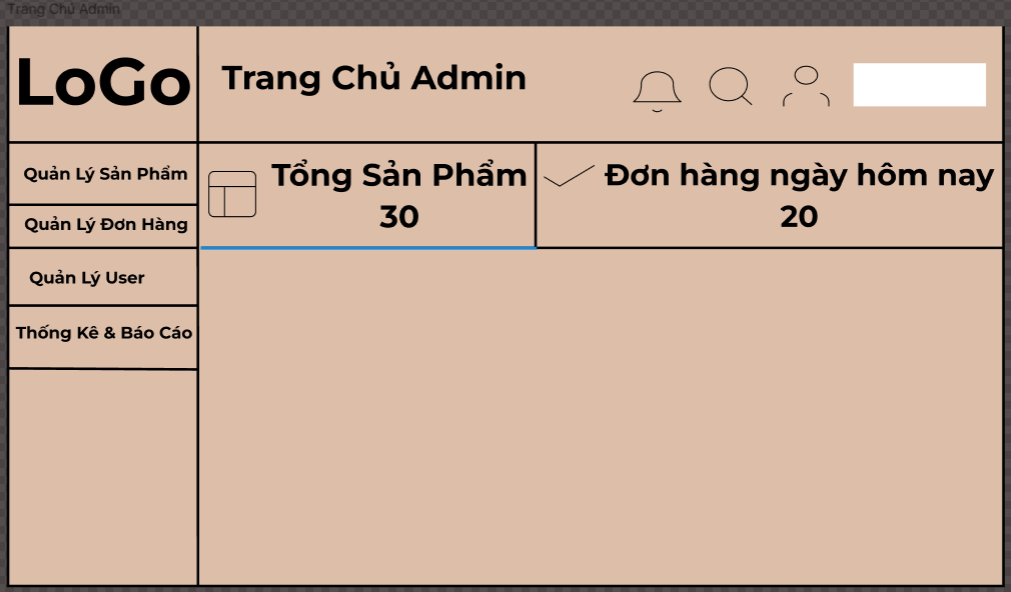 Trang Chủ Admin
LoGo
Trang Chủ Admin
Quản Lý Sản Phẩm
Quản Lý Đơn Hàng
Quản Lý User
Thống Kê & Báo Cáo
Tổng Sản Phẩm
30
Đơn hàng ngày hôm nay
20